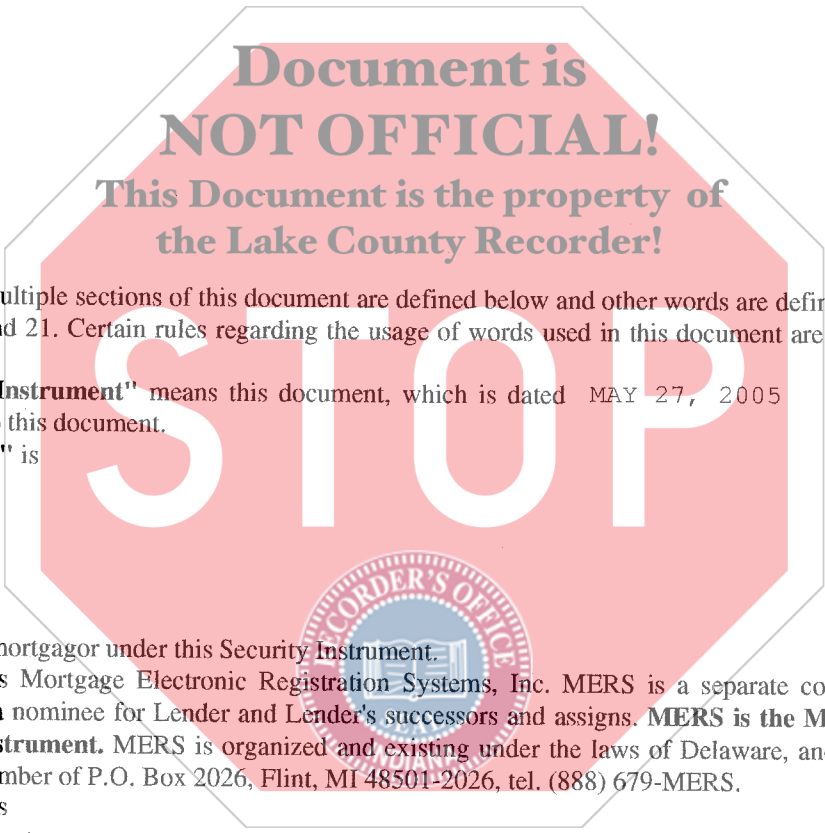 Document is
NOT OFFICIAL!
This Document is the property of
the Lake County Recorder!
ultiple sections of this document are defined below and other words are defin
d 21. Certain rules regarding the usage of words used in this document are
STOP
Instrument" means this document, which is dated MAY 27, 2005
this document.
" is
RECORDER'S OFFICE
SEAL
INDIANA
ortgagor under this Security Instrument.
s Mortgage Electronic Registration Systems, Inc. MERS is a separate co
nominee for Lender and Lender's successors and assigns. MERS is the M
strument. MERS is organized and existing under the laws of Delaware, an
mber of P.O. Box 2026, Flint, MI 48501-2026, tel. (888) 679-MERS.
s